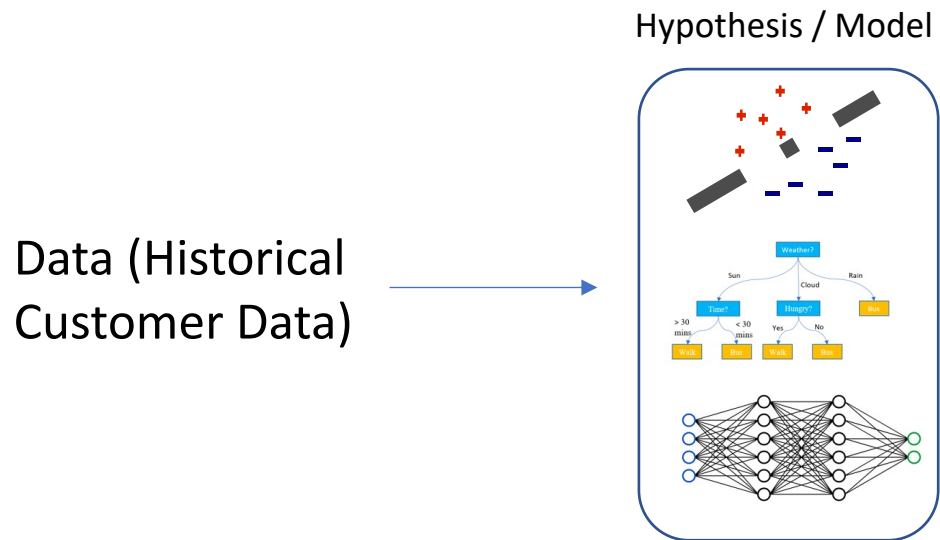 Hypothesis / Model
Data (Historical
Customer Data)
Weather?
Sun
Cloud
Rain
Time?
Hungry?
Bus
> 30
mins
< 30
mins
Yes
No
Walk
Bus
Walk
Bus